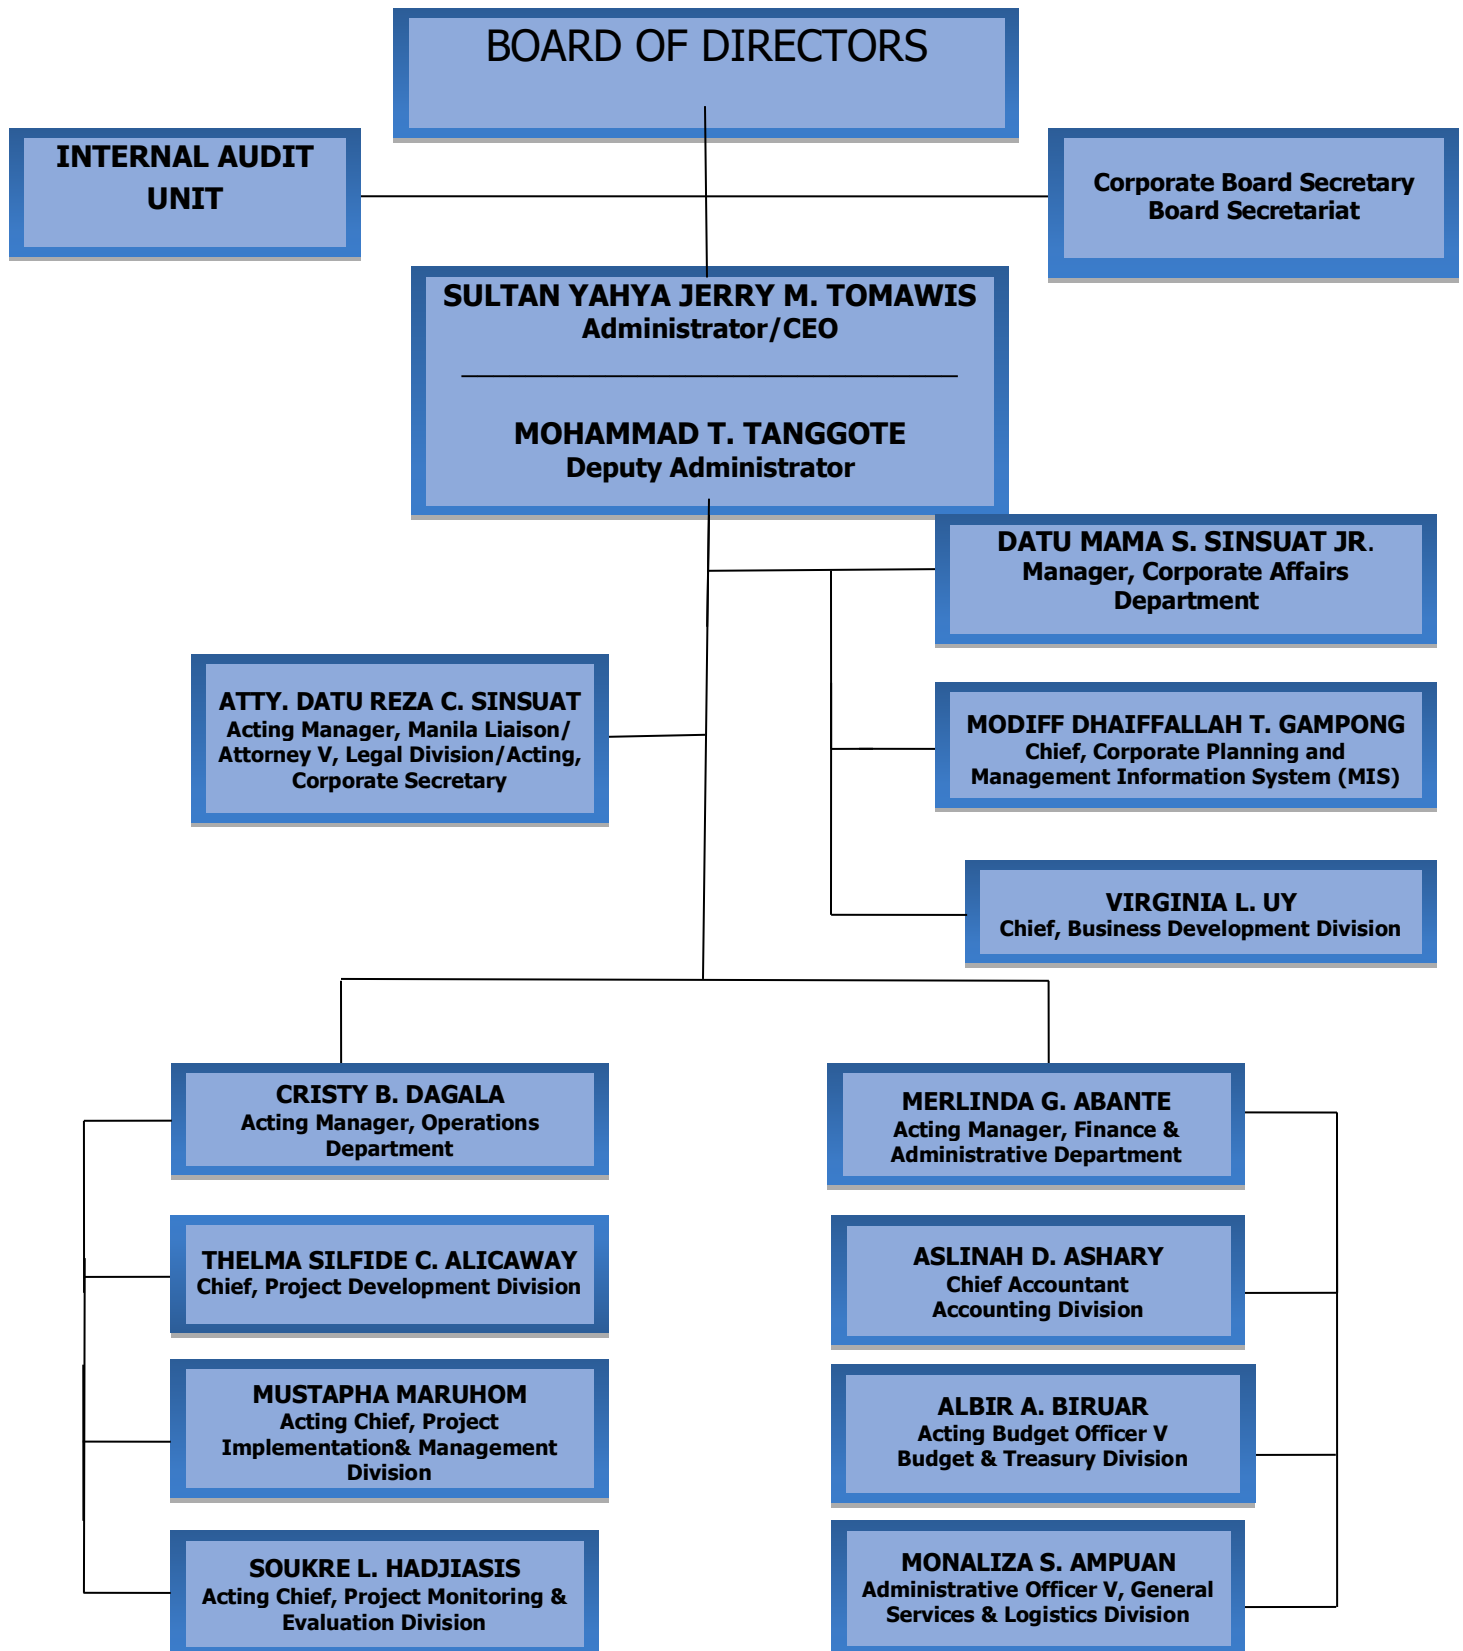 BOARD OF DIRECTORS
INTERNAL AUDIT
UNIT
Corporate Board Secretary
Board Secretariat
SULTAN YAHYA JERRY M. TOMAWIS
Administrator/CEO
MOHAMMAD T. TANGGOTE
Deputy Administrator
DATU MAMA S. SINSUAT JR.
Manager, Corporate Affairs
Department
ATTY. DATU REZA C. SINSUAT
Acting Manager, Manila Liaison/
Attorney V, Legal Division/Acting,
Corporate Secretary
MODIFF DHAIFFALLAH T. GAMPONG
Chief, Corporate Planning and
Management Information System (MIS)
VIRGINIA L. UY
Chief, Business Development Division
CRISTY B. DAGALA
Acting Manager, Operations
Department
MERLINDA G. ABANTE
Acting Manager, Finance &
Administrative Department
THELMA SILFIDE C. ALICAWAY
Chief, Project Development Division
ASLINAH D. ASHARY
Chief Accountant
Accounting Division
MUSTAPHA MARUHOM
Acting Chief, Project
Implementation& Management
Division
ALBIR A. BIRUAR
Acting Budget Officer V
Budget & Treasury Division
SOUKRE L. HADJIASIS
Acting Chief, Project Monitoring &
Evaluation Division
MONALIZA S. AMPUAN
Administrative Officer V, General
Services & Logistics Division